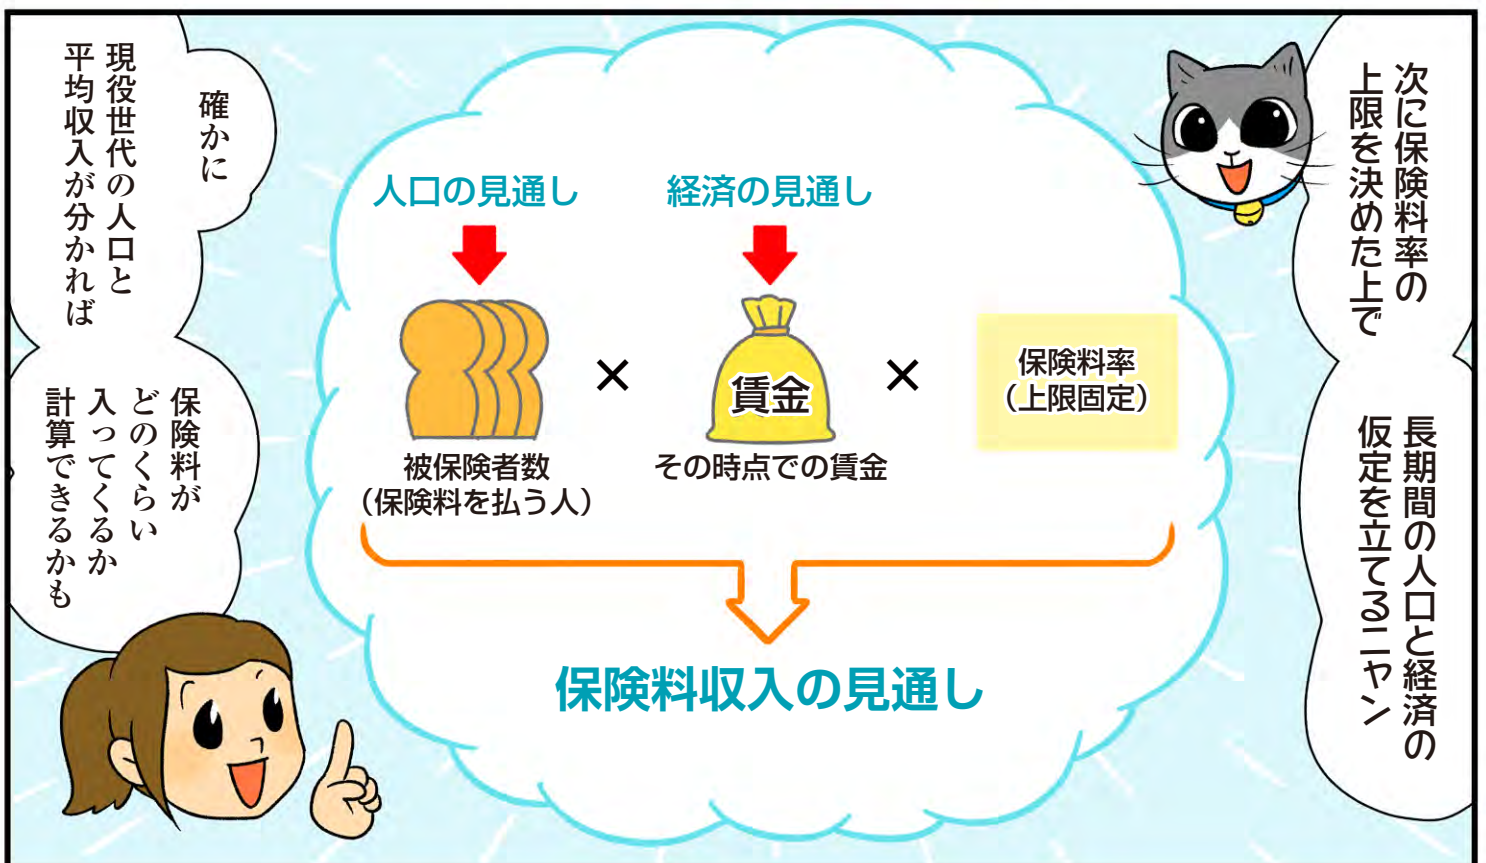 次に保険料率の
上限を決めた上で
長期間の人口と経済の
仮定を立てるニャン
人口の見通し
経済の見通し
×
賃金
×
保険料率
（上限固定）
被保険者数
（保険料を払う人）
その時点での賃金
保険料収入の見通し
確かに
現役世代の人口と
平均収入が分かれば
保険料が
どのくらい
入ってくるか
計算できるかも